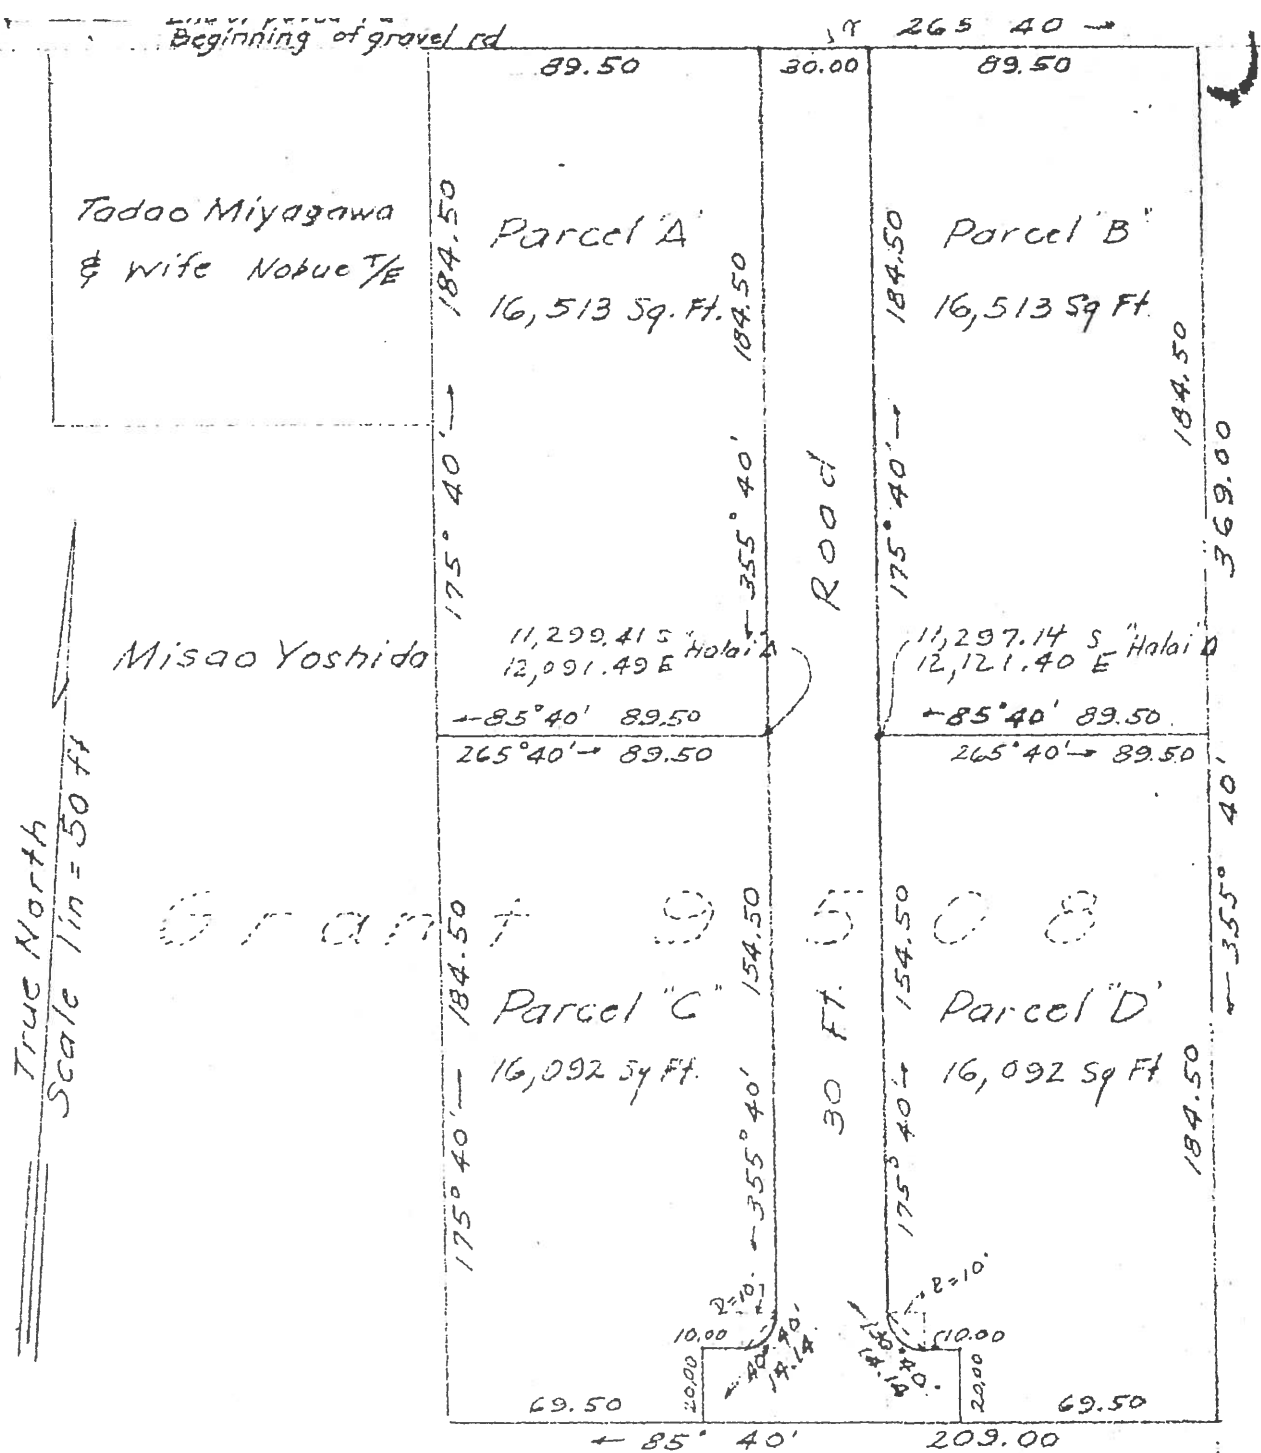 Beginning of gravel rd
265 40 →
89.50
30.00
89.50
Tadao Miyagawa
& Wife Nobue T/E
184.50
175° 40' →
Parcel "A"
16,513 Sq. Ft.
184.50
← 355° 40'
Road
184.50
175° 40' →
Parcel "B"
16,513 Sq Ft.
184.50
369.00
← 355° 40'
Misao Yoshida
11,299.41 S "Halai" △
12,091.49 E
11,297.14 S "Halai" △
12,121.40 E
← 85° 40' 89.50
265° 40' → 89.50
← 85° 40' 89.50
265° 40' → 89.50
True North
Scale 1in = 50 ft
Grant 9508
184.50
175° 40' →
Parcel "C"
16,092 Sq Ft.
154.50
← 355° 40'
30 Ft.
154.50
175° 40' →
Parcel "D"
16,092 Sq Ft
184.50
R=10'
10.00
20.00
40° 40'
14.14
R=10'
10.00
20.00
130° 40'
14.14
69.50
69.50
← 85° 40' 209.00